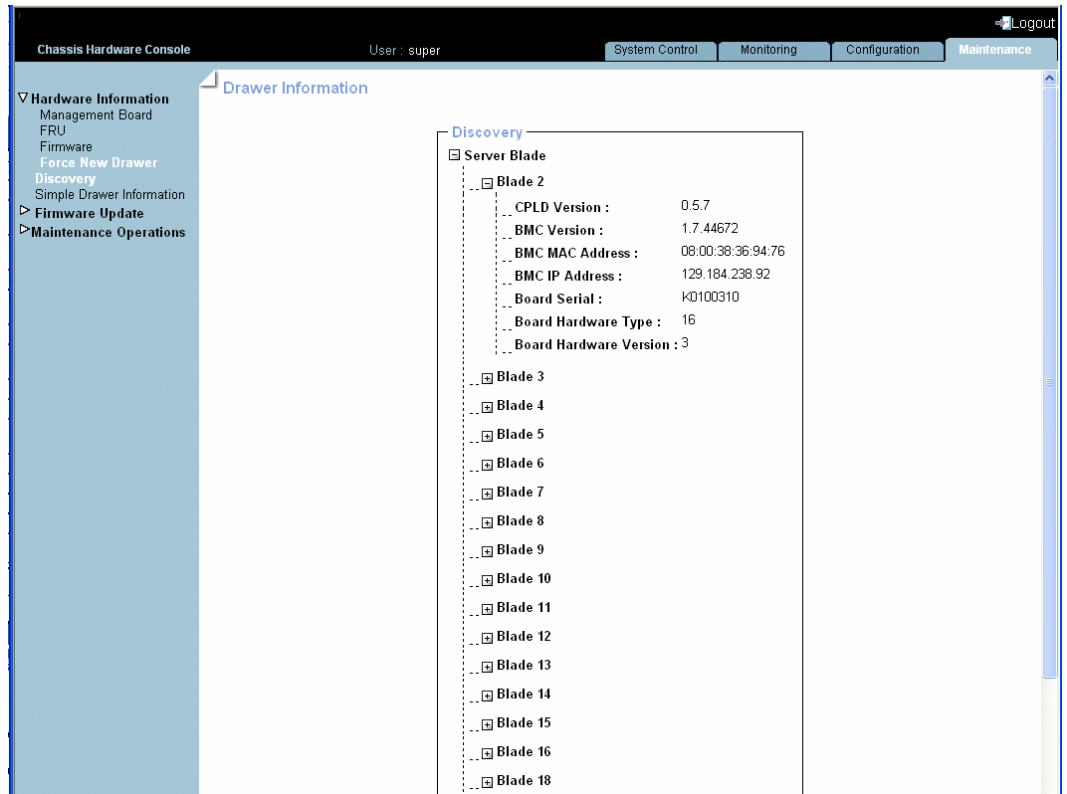 Logout
Chassis Hardware Console
User : super
System Control
Monitoring
Configuration
Maintenance
Hardware Information
Management Board
FRU
Firmware
Force New Drawer
Discovery
Simple Drawer Information
Firmware Update
Maintenance Operations
Drawer Information
Discovery
Server Blade
Blade 2
CPLD Version : 0.5.7
BMC Version : 1.7.44672
BMC MAC Address : 08:00:38:36:94:76
BMC IP Address : 129.184.238.92
Board Serial : K0100310
Board Hardware Type : 16
Board Hardware Version : 3
Blade 3
Blade 4
Blade 5
Blade 6
Blade 7
Blade 8
Blade 9
Blade 10
Blade 11
Blade 12
Blade 13
Blade 14
Blade 15
Blade 16
Blade 18